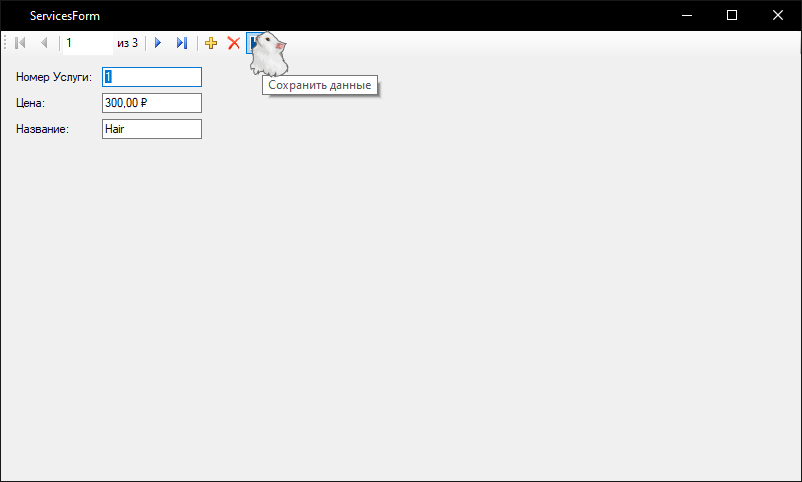 ServicesForm
1 из 3
Сохранить данные
Номер Услуги: 1
Цена: 300,00 ₽
Название: Hair